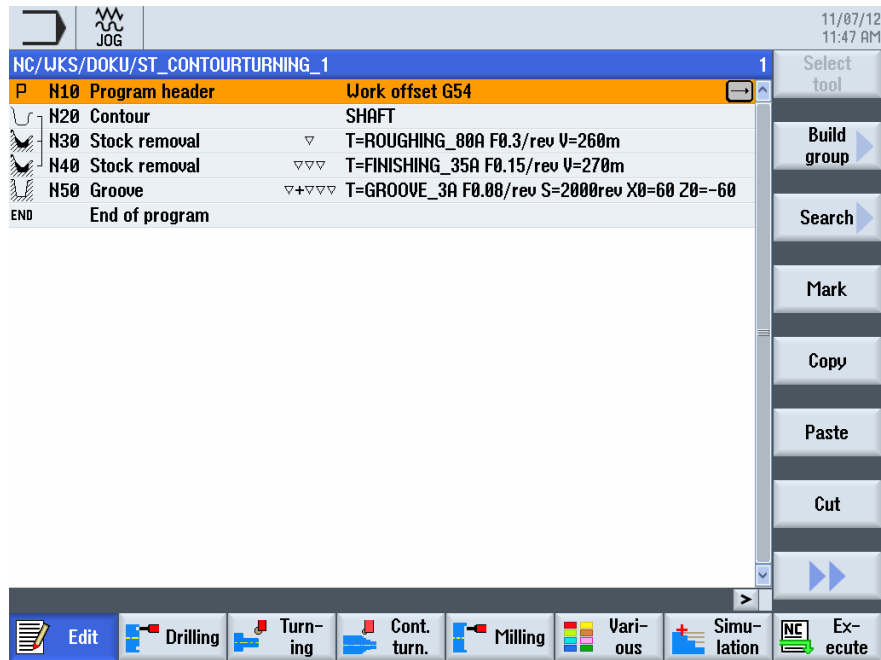 JOG
11/07/12
11:47 AM
NC/WKS/DOKU/ST_CONTOURTURNING_1 1
P N10 Program header Work offset G54
N20 Contour SHAFT
N30 Stock removal ▽ T=ROUGHING_80A F0.3/rev V=260m
N40 Stock removal ▽▽▽ T=FINISHING_35A F0.15/rev V=270m
N50 Groove ▽+▽▽▽ T=GROOVE_3A F0.08/rev S=2000rev X0=60 Z0=-60
END End of program
Select
tool
Build
group
Search
Mark
Copy
Paste
Cut
>
Edit
Drilling
Turn-
ing
Cont.
turn.
Milling
Vari-
ous
Simu-
lation
NC
Ex-
ecute